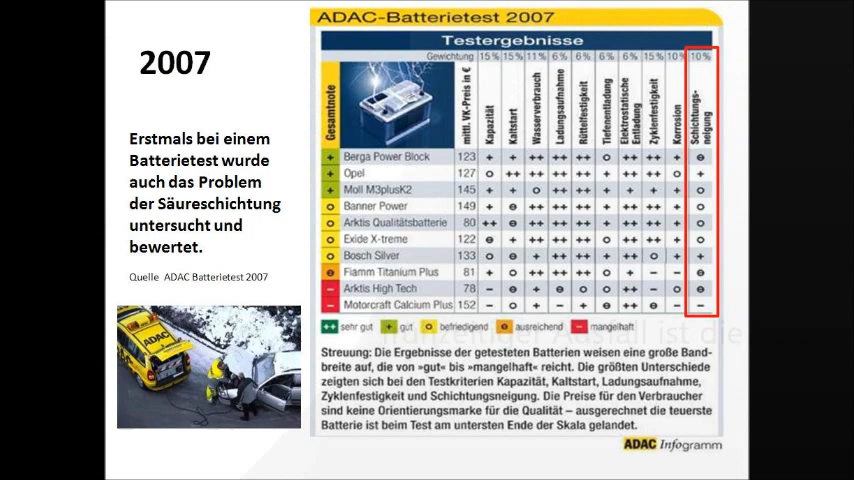 2007
Erstmals bei einem
Batterietest wurde
auch das Problem
der Säureschichtung
untersucht und
bewertet.
Quelle ADAC Batterietest 2007
ADAC
ADAC-Batterietest 2007
Testergebnisse
Gewichtung 15 % 15 % 11 % 6 % 6 % 6 % 6 % 15 % 10 % 10 %
Gesamtnote mittl. VK-Preis in € Kapazität Kaltstart Wasserverbrauch Ladungsaufnahme Rüttelfestigkeit Tiefenentladung Elektrostatische Entladung Zyklenfestigkeit Korrosion Schichtungs-neigung
+ Berga Power Block 123 + + ++ ++ ++ o ++ ++ + ⊖
+ Opel 127 o ++ ++ ++ ++ + ++ + o +
+ Moll M3plusK2 145 + + o ++ ++ + + + + o
o Banner Power 149 + ⊖ ++ ++ ++ + ++ ++ + o
o Arktis Qualitätsbatterie 80 ++ ⊖ ++ ++ ++ + ++ ++ + o
o Exide X-treme 122 ⊖ + ++ ++ ++ o ++ ++ + o
o Bosch Silver 133 o ⊖ ++ ++ ++ + ++ o + +
⊖ Fiamm Titanium Plus 81 + o ++ ++ ++ o + – – ⊖
– Arktis High Tech 78 – ⊖ + ⊖ o o ++ – o ⊖
– Motorcraft Calcium Plus 152 – o + – + ⊖ ++ ⊖ – –
++ sehr gut + gut o befriedigend ⊖ ausreichend – mangelhaft
Ausfall ist die
Streuung: Die Ergebnisse der getesteten Batterien weisen eine große Band-
breite auf, die von »gut« bis »mangelhaft« reicht. Die größten Unterschiede
zeigten sich bei den Testkriterien Kapazität, Kaltstart, Ladungsaufnahme,
Zyklenfestigkeit und Schichtungsneigung. Die Preise für den Verbraucher
sind keine Orientierungsmarke für die Qualität – ausgerechnet die teuerste
Batterie ist beim Test am untersten Ende der Skala gelandet.
ADAC Infogramm